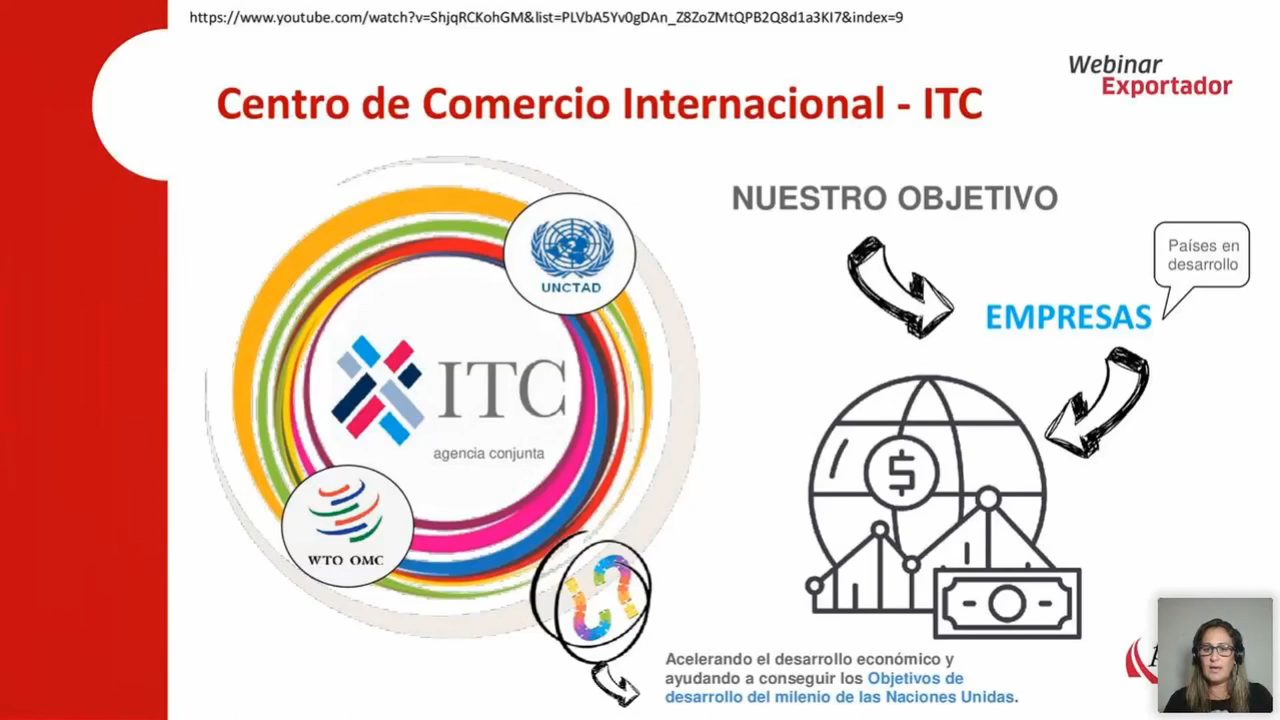 https://www.youtube.com/watch?v=ShjqRCKohGM&list=PLVbA5Yv0gDAn_Z8ZoZMtQPB2Q8d1a3KI7&index=9
Webinar
Exportador
Centro de Comercio Internacional - ITC
NUESTRO OBJETIVO
UNCTAD
Países en
desarrollo
EMPRESAS
ITC
agencia conjunta
$
WTO OMC
Acelerando el desarrollo económico y
ayudando a conseguir los Objetivos de
desarrollo del milenio de las Naciones Unidas.